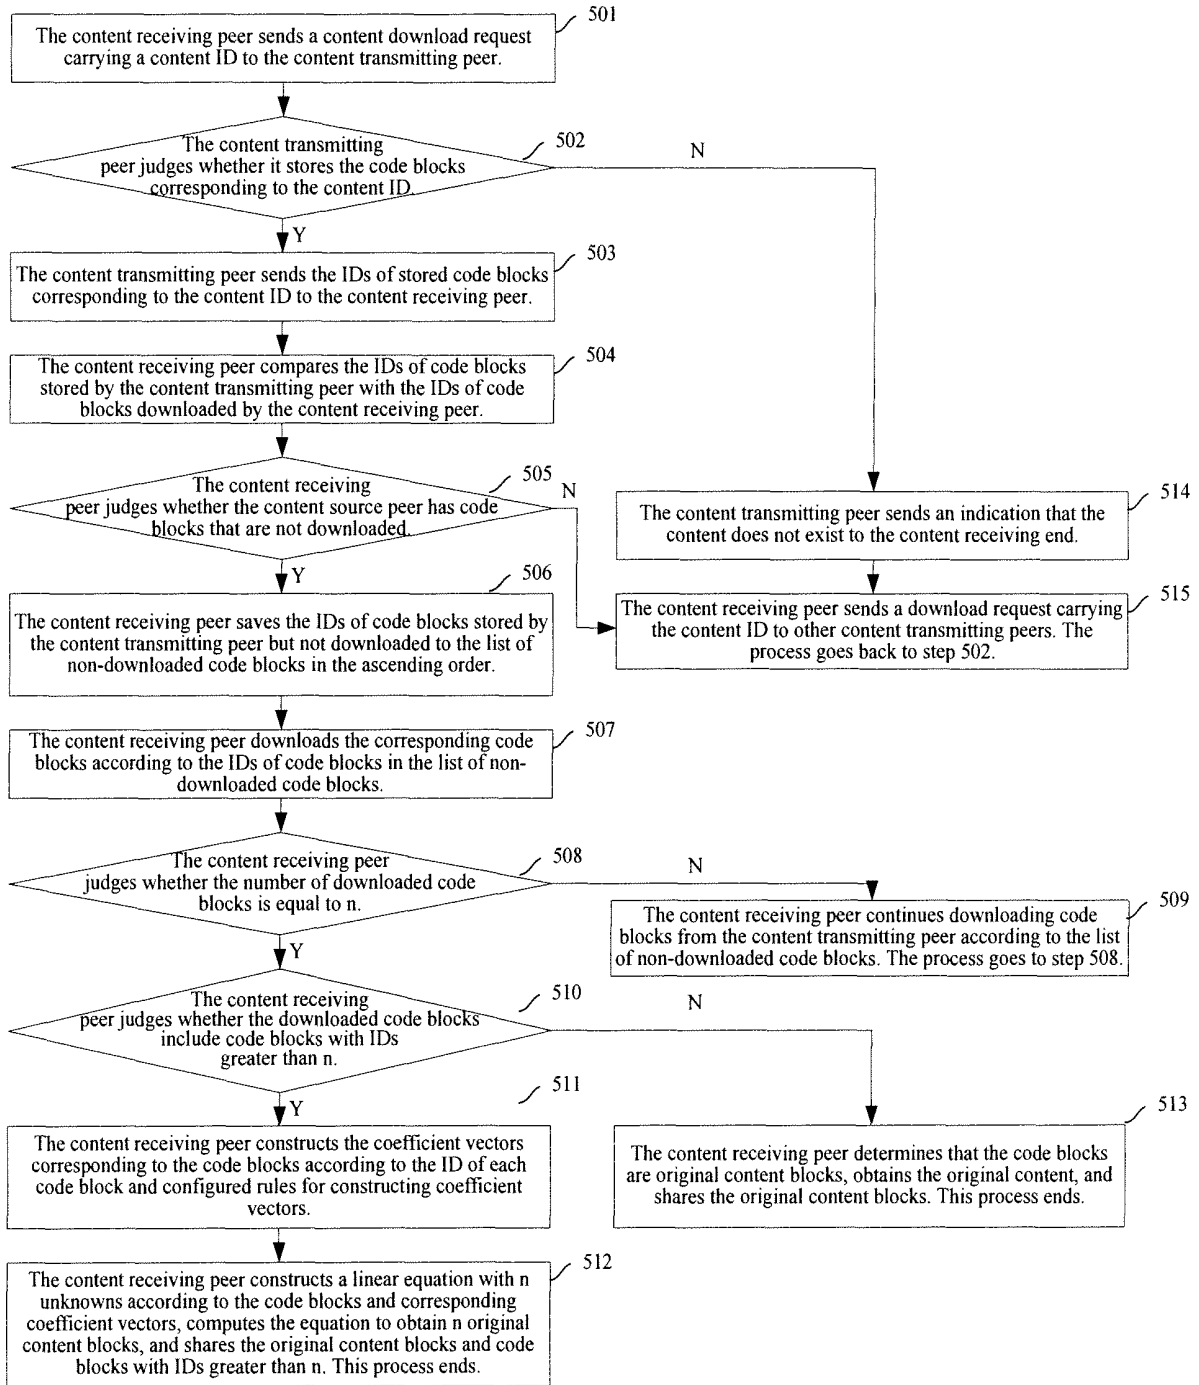 501
The content receiving peer sends a content download request
carrying a content ID to the content transmitting peer.
502
The content transmitting
peer judges whether it stores the code blocks
corresponding to the content ID.
N
Y
503
The content transmitting peer sends the IDs of stored code blocks
corresponding to the content ID to the content receiving peer.
504
The content receiving peer compares the IDs of code blocks
stored by the content transmitting peer with the IDs of code
blocks downloaded by the content receiving peer.
505
The content receiving
peer judges whether the content source peer has code
blocks that are not downloaded.
N
Y
514
The content transmitting peer sends an indication that the
content does not exist to the content receiving end.
506
The content receiving peer saves the IDs of code blocks stored by
the content transmitting peer but not downloaded to the list of
non-downloaded code blocks in the ascending order.
515
The content receiving peer sends a download request carrying
the content ID to other content transmitting peers. The
process goes back to step 502.
507
The content receiving peer downloads the corresponding code
blocks according to the IDs of code blocks in the list of non-
downloaded code blocks.
508
The content receiving peer
judges whether the number of downloaded code
blocks is equal to n.
N
Y
509
The content receiving peer continues downloading code
blocks from the content transmitting peer according to the list
of non-downloaded code blocks. The process goes to step 508.
510
The content receiving
peer judges whether the downloaded code blocks
include code blocks with IDs
greater than n.
N
Y
511
The content receiving peer constructs the coefficient vectors
corresponding to the code blocks according to the ID of each
code block and configured rules for constructing coefficient
vectors.
513
The content receiving peer determines that the code blocks
are original content blocks, obtains the original content, and
shares the original content blocks. This process ends.
512
The content receiving peer constructs a linear equation with n
unknowns according to the code blocks and corresponding
coefficient vectors, computes the equation to obtain n original
content blocks, and shares the original content blocks and code
blocks with IDs greater than n. This process ends.